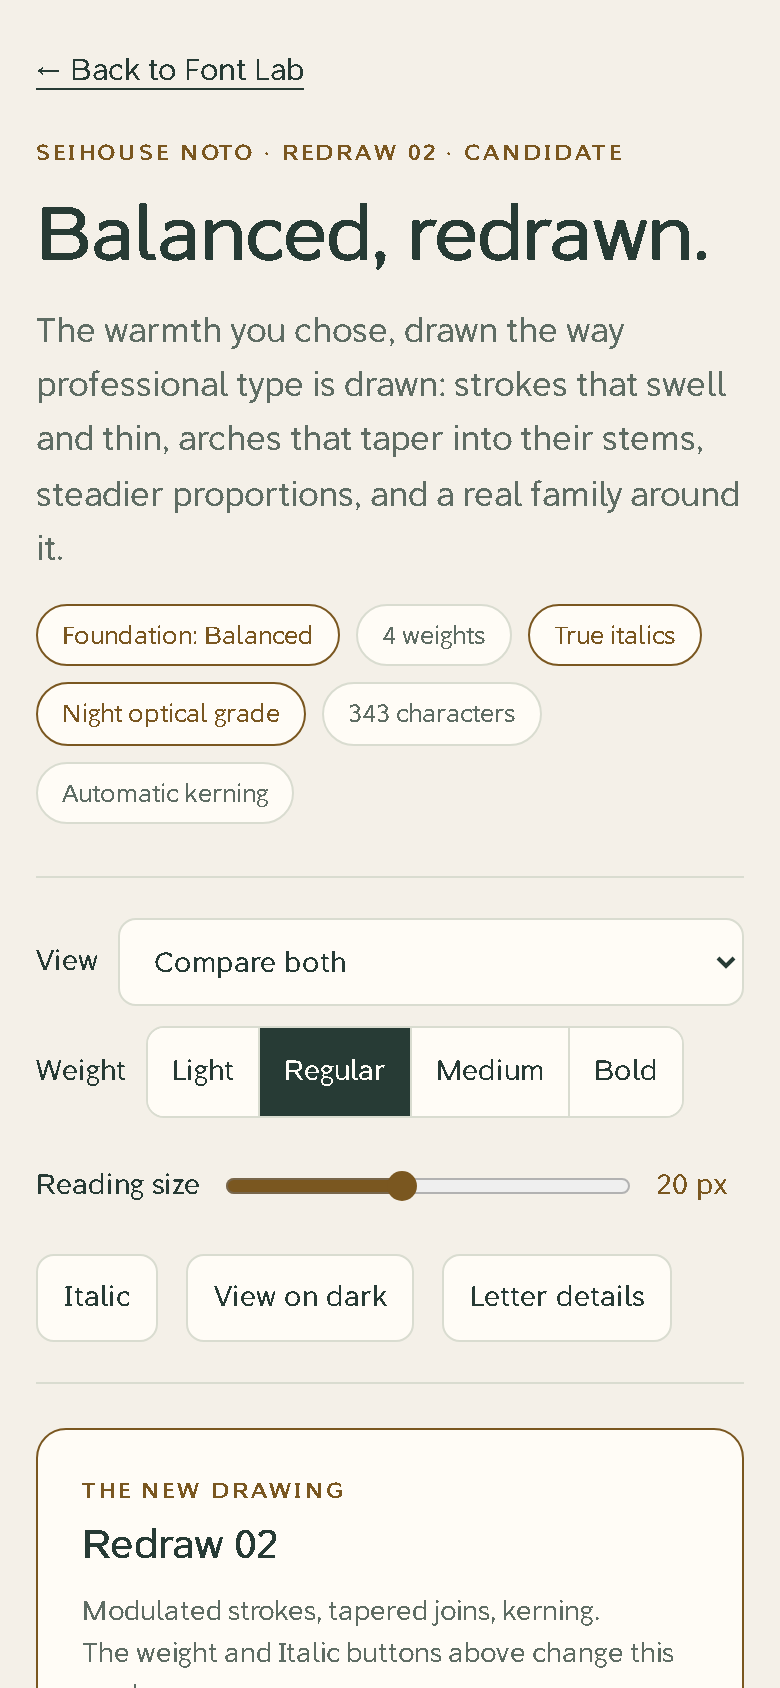 ← Back to Font Lab
SEIHOUSE NOTO · REDRAW 02 · CANDIDATE
Balanced, redrawn.
The warmth you chose, drawn the way
professional type is drawn: strokes that swell
and thin, arches that taper into their stems,
steadier proportions, and a real family around
it.
Foundation: Balanced
4 weights
True italics
Night optical grade
343 characters
Automatic kerning
View
Compare both
Weight
Light
Regular
Medium
Bold
Reading size
20 px
Italic
View on dark
Letter details
THE NEW DRAWING
Redraw 02
Modulated strokes, tapered joins, kerning.
The weight and Italic buttons above change this